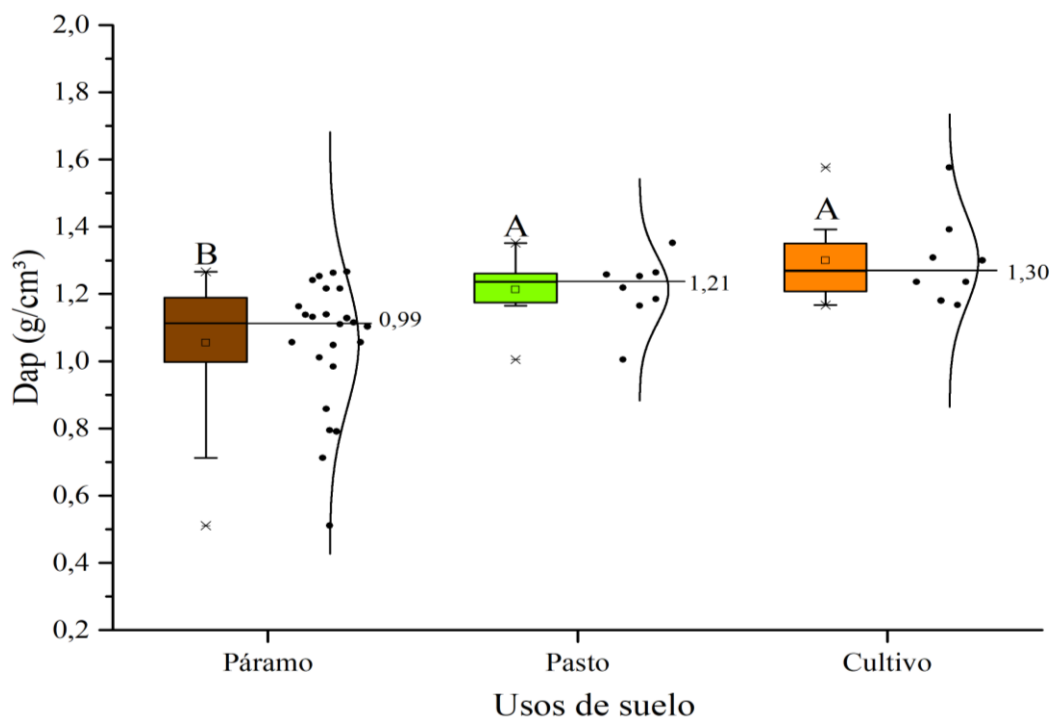 2,0
1,8
1,6
1,4
1,2
1,0
0,8
0,6
0,4
0,2
Dap (g/cm³)
B
0,99
A
1,21
A
1,30
Páramo
Pasto
Cultivo
Usos de suelo